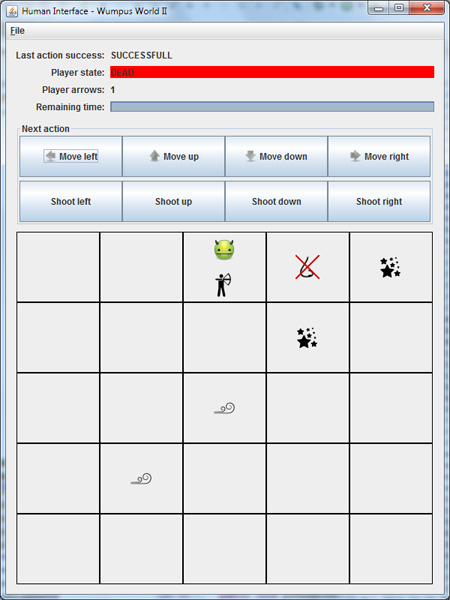 Human Interface - Wumpus World II
File
Last action success: SUCCESSFULL
Player state: DEAD
Player arrows: 1
Remaining time:
Next action
Move left Move up Move down Move right
Shoot left Shoot up Shoot down Shoot right